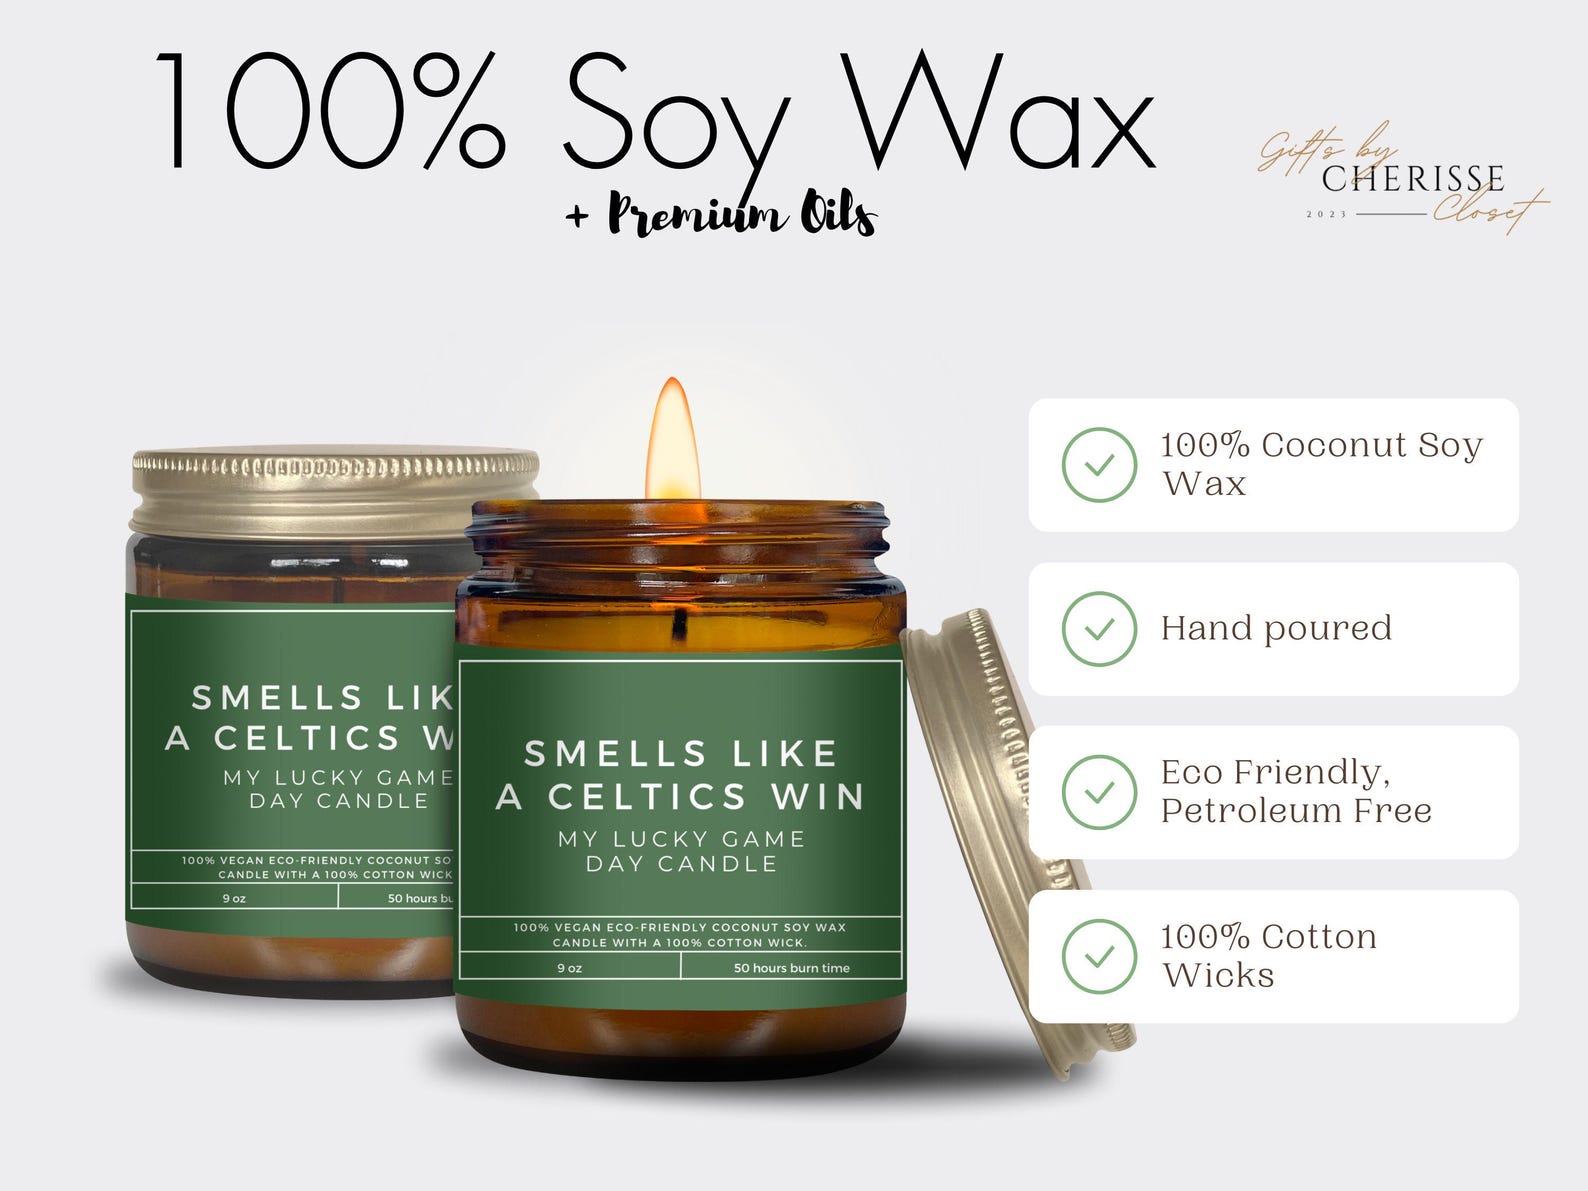 100% Soy Wax
+ Premium Oils
Gifts by
CHERISSE
2023
Closet
SMELLS LIK
A CELTICS W
MY LUCKY GAME
DAY CANDLE
100% VEGAN ECO-FRIENDLY COCONUT SO
CANDLE WITH A 100% COTTON WICK
9 oz
50 hours bu
SMELLS LIKE
A CELTICS WIN
MY LUCKY GAME
DAY CANDLE
100% VEGAN ECO-FRIENDLY COCONUT SOY WAX
CANDLE WITH A 100% COTTON WICK.
9 oz
50 hours burn time
100% Coconut Soy
Wax
Hand poured
Eco Friendly,
Petroleum Free
100% Cotton
Wicks